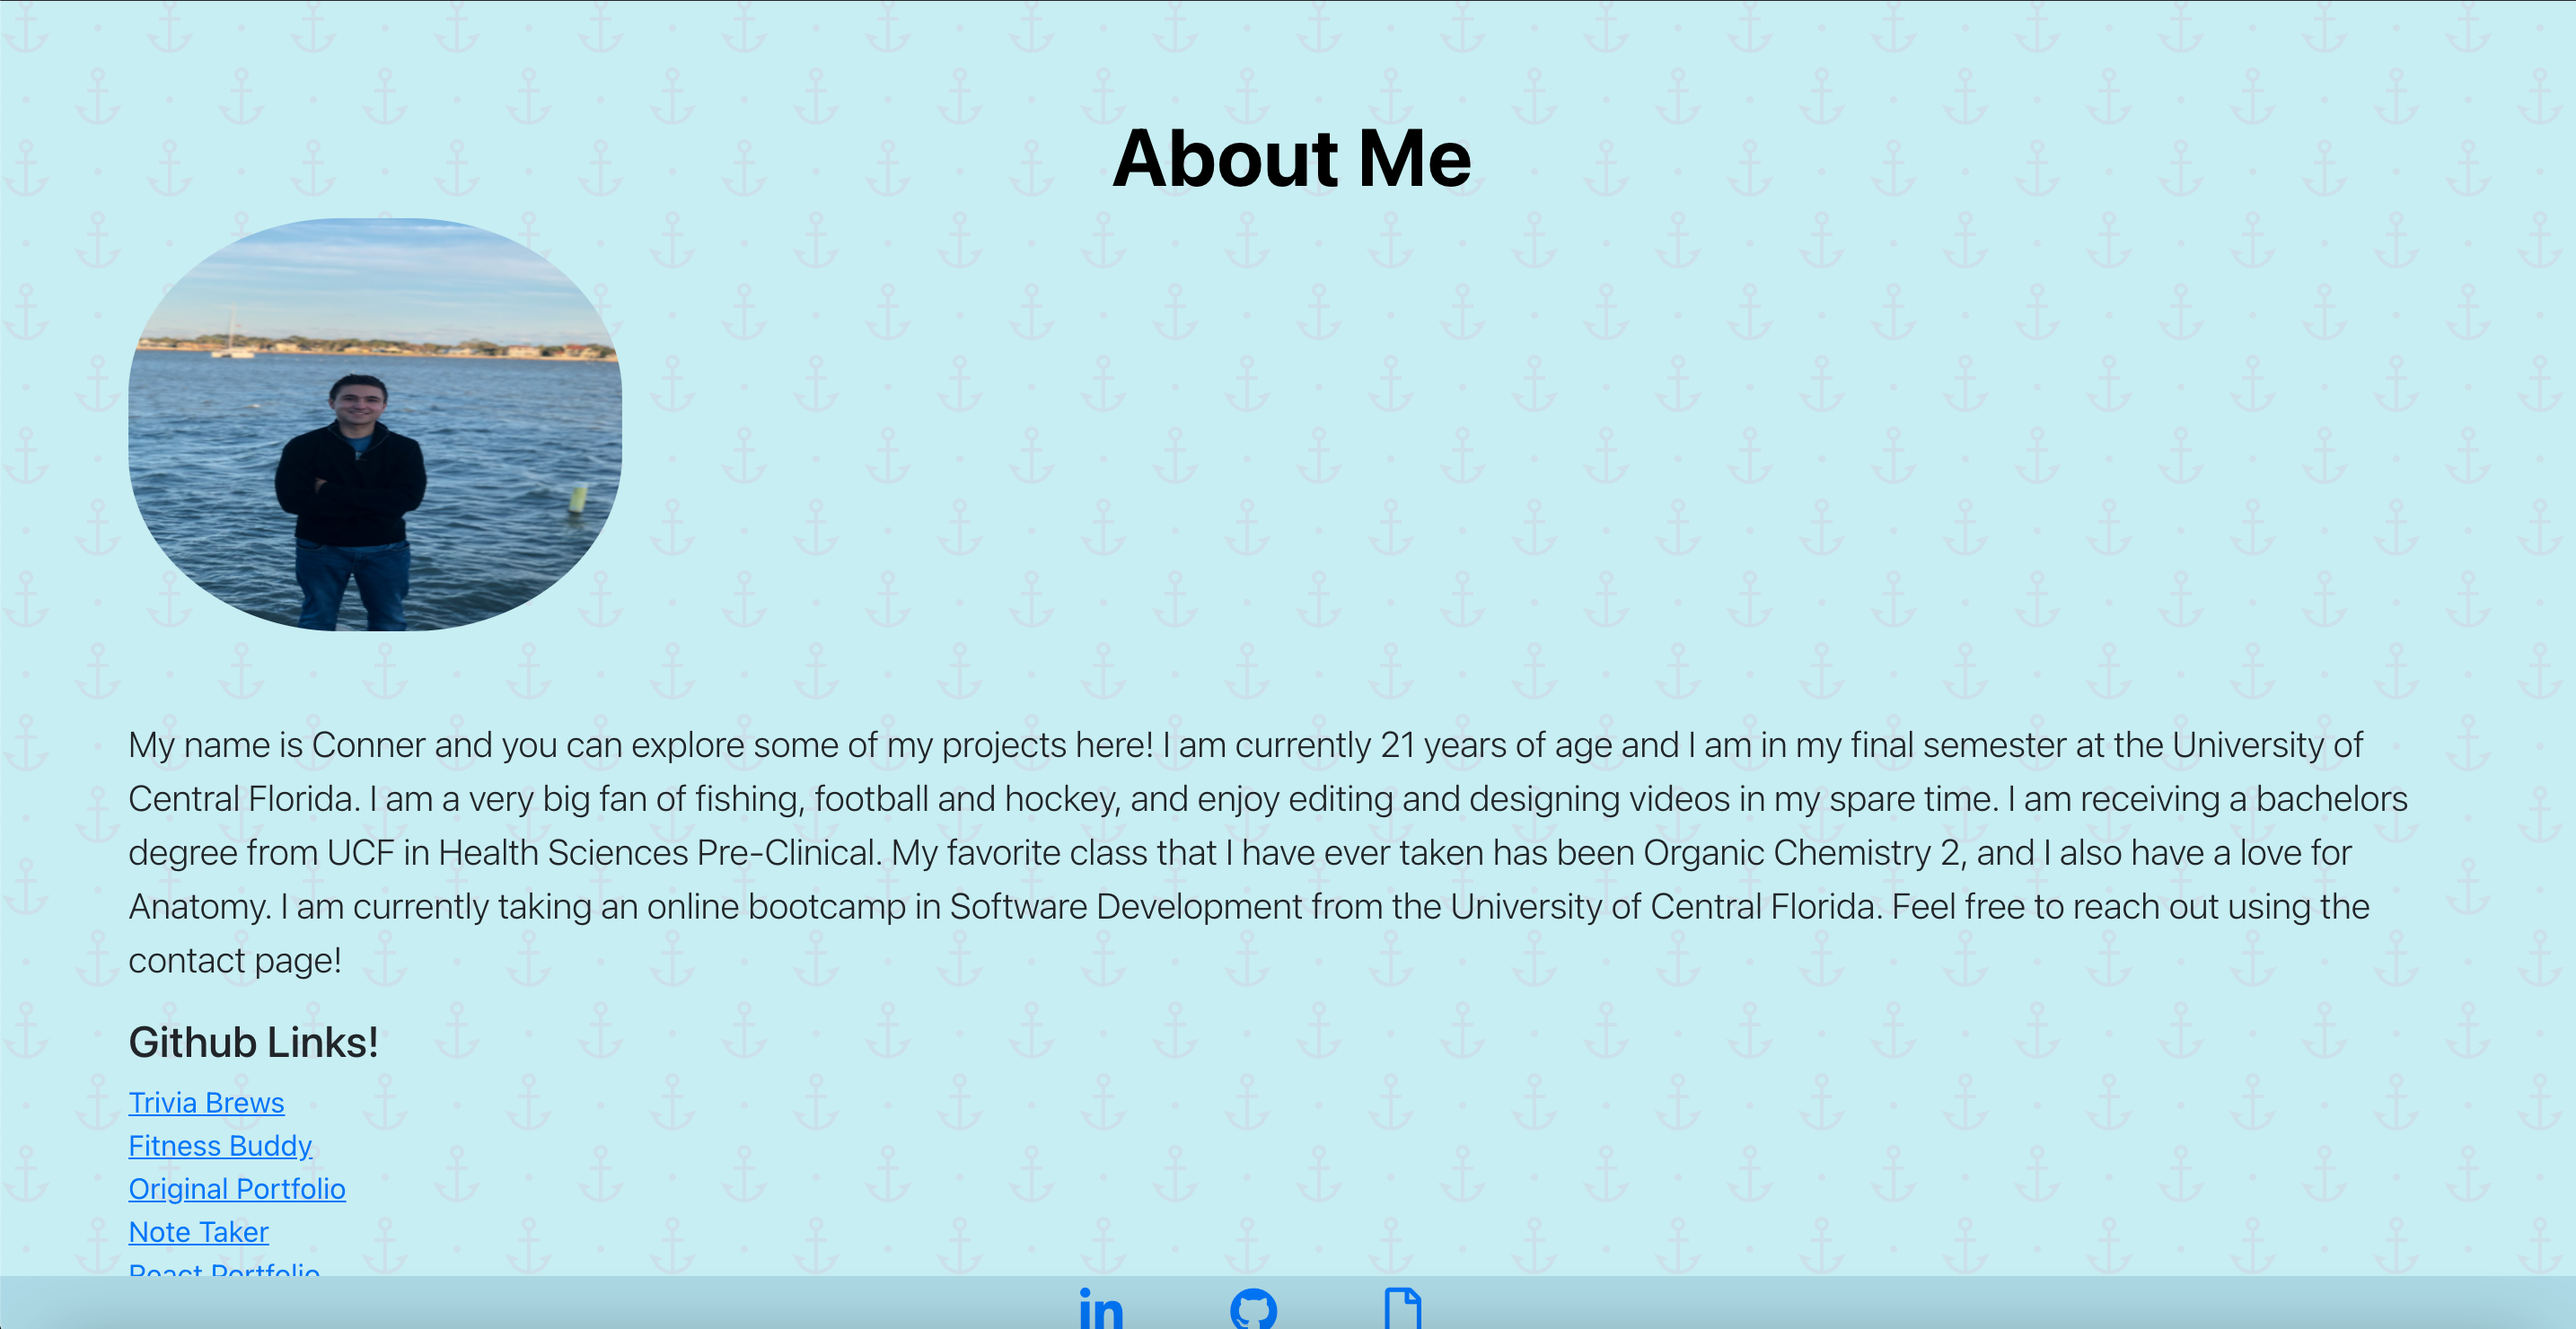 About Me
My name is Conner and you can explore some of my projects here! I am currently 21 years of age and I am in my final semester at the University of
Central Florida. I am a very big fan of fishing, football and hockey, and enjoy editing and designing videos in my spare time. I am receiving a bachelors
degree from UCF in Health Sciences Pre-Clinical. My favorite class that I have ever taken has been Organic Chemistry 2, and I also have a love for
Anatomy. I am currently taking an online bootcamp in Software Development from the University of Central Florida. Feel free to reach out using the
contact page!
Github Links!
Trivia Brews
Fitness Buddy
Original Portfolio
Note Taker
React Portfolio
in